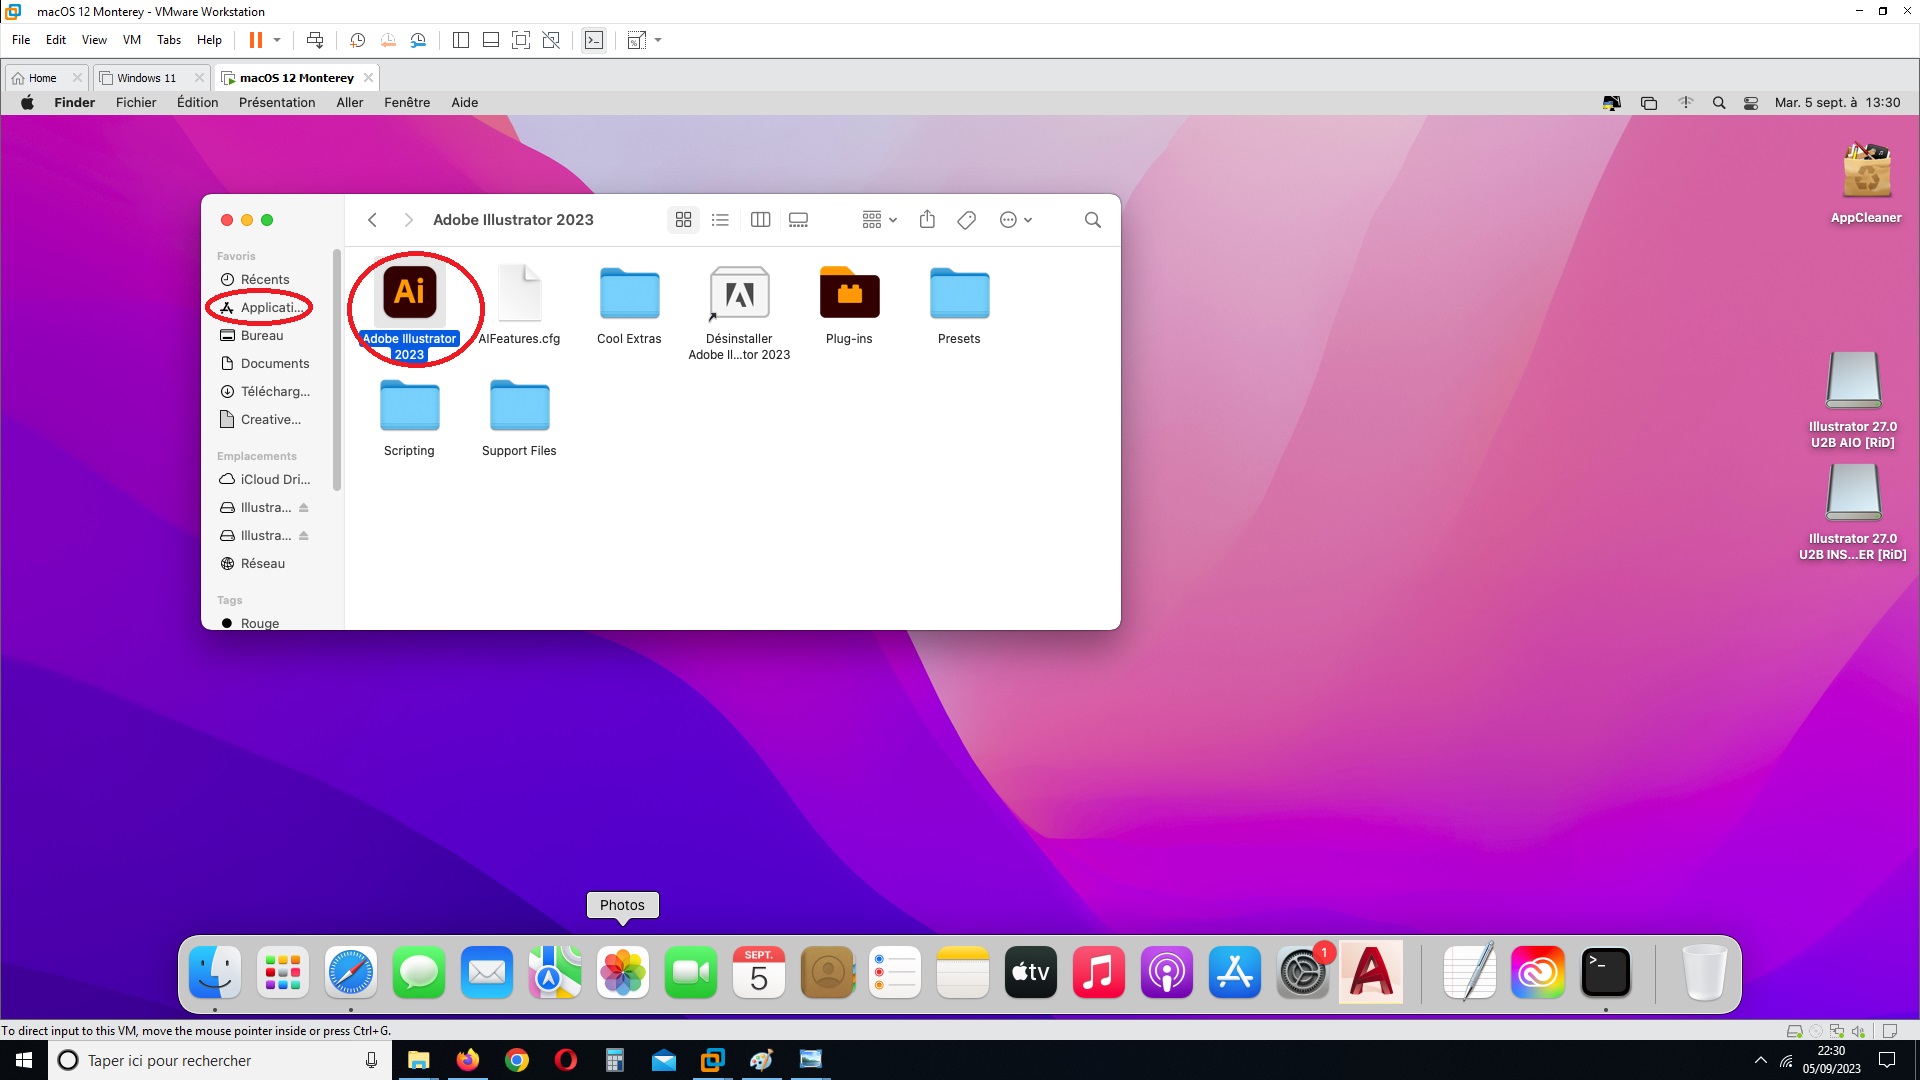 macOS 12 Monterey - VMware Workstation
File Edit View VM Tabs Help
Home Windows 11 macOS 12 Monterey
Finder Fichier Édition Présentation Aller Fenêtre Aide Mar. 5 sept. à 13:30
AppCleaner
Adobe Illustrator 2023
Favoris
Récents
Applicati...
Bureau
Documents
Télécharg...
Creative...
Emplacements
iCloud Dri...
Illustra...
Illustra...
Réseau
Tags
Rouge
Ai
Adobe Illustrator
2023
AIFeatures.cfg
Cool Extras
Désinstaller
Adobe Il...tor 2023
Plug-ins
Presets
Scripting
Support Files
Illustrator 27.0
U2B AIO [RiD]
Illustrator 27.0
U2B INS...ER [RiD]
Photos
SEPT.
5
tv
1
>_
To direct input to this VM, move the mouse pointer inside or press Ctrl+G.
Taper ici pour rechercher
22:30
05/09/2023